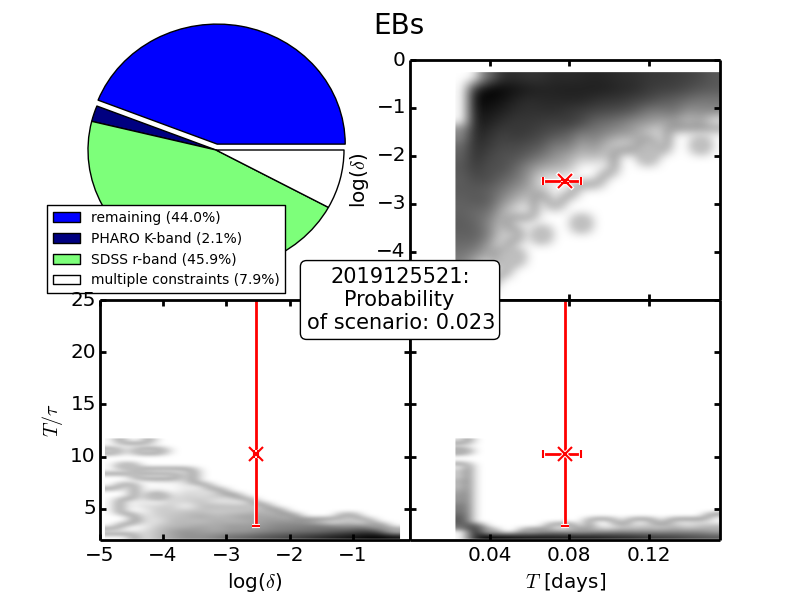 EBs
0
−1
−2
−3
−4
log(δ)
remaining (44.0%)
PHARO K-band (2.1%)
SDSS r-band (45.9%)
multiple constraints (7.9%)
2019125521:
Probability
of scenario: 0.023
25
20
15
10
5
T/τ
−5 −4 −3 −2 −1
log(δ)
0.04 0.08 0.12
T [days]